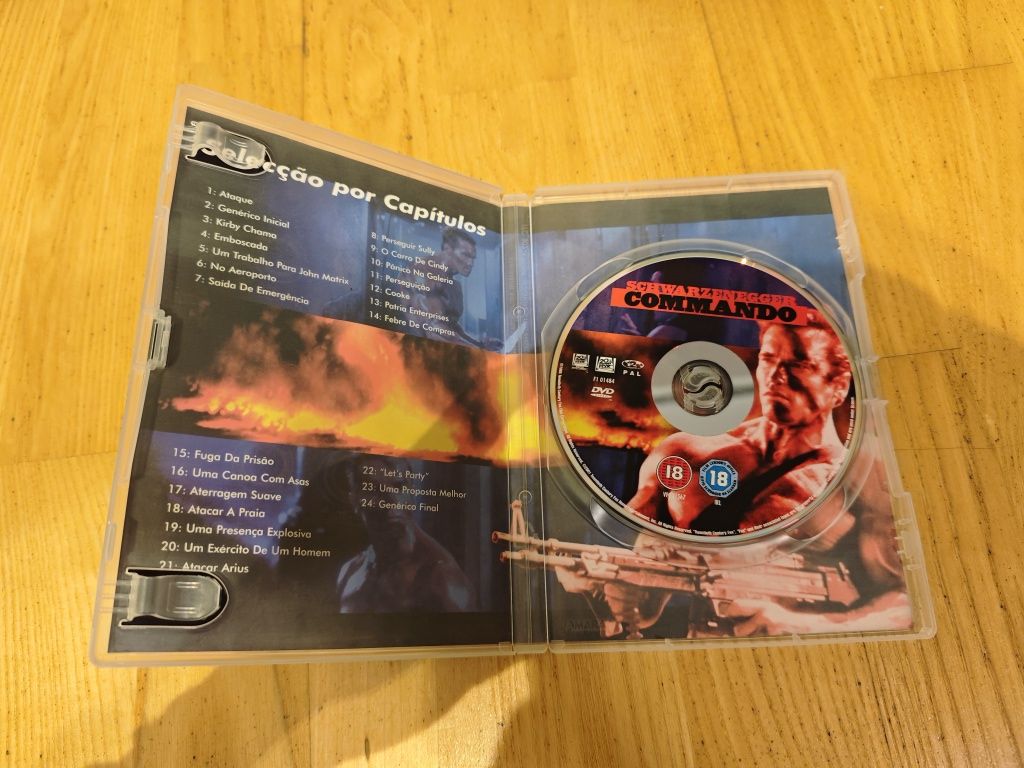 Selecção por Capítulos
1: Ataque
2: Genérico Inicial
3: Kirby Chama
4: Emboscada
5: Um Trabalho Para John Matrix
6: No Aeroporto
7: Saída De Emergência
8: Perseguir Sully
9: O Carro De Cindy
10: Pânico Na Galeria
11: Perseguição
12: Cooke
13: Patria Enterprises
14: Febre De Compras
15: Fuga Da Prisão
16: Uma Canoa Com Asas
17: Aterragem Suave
18: Atacar A Praia
19: Uma Presença Explosiva
20: Um Exército De Um Homem
21: Atacar Arius
22: "Let's Party"
23: Uma Proposta Melhor
24: Genérico Final
SCHWARZENEGGER
COMMANDO
PAL
F1 01484
DVD
18
18
IRL